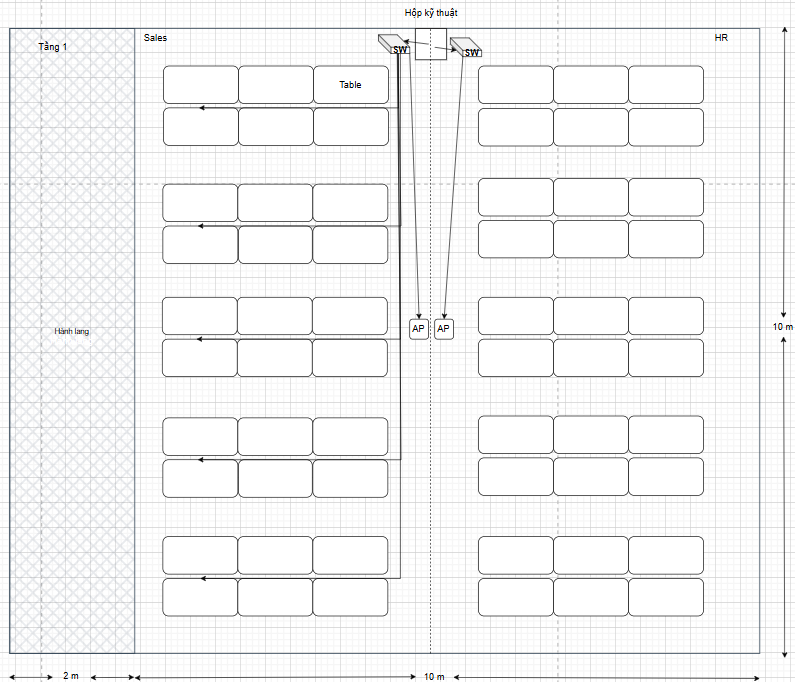 Hộp kỹ thuật
Tầng 1
Sales
SW
SW
HR
Table
Hành lang
AP
AP
10 m
2 m
10 m